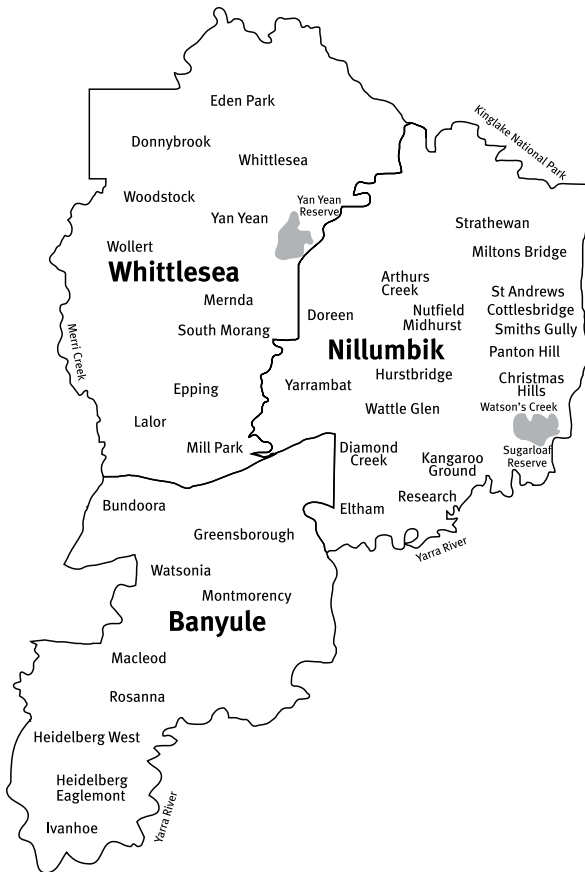 Eden Park
Kinglake National Park
Donnybrook
Whittlesea
Woodstock
Yan Yean
Reserve
Yan Yean
Strathewan
Wollert
Miltons Bridge
Whittlesea
Arthurs
Creek
St Andrews
Mernda
Cottlesbridge
Doreen
Nutfield
Midhurst
Smiths Gully
South Morang
Merri Creek
Nillumbik
Panton Hill
Hurstbridge
Christmas
Hills
Yarrambat
Epping
Watson's Creek
Wattle Glen
Lalor
Mill Park
Diamond
Creek
Sugarloaf
Reserve
Kangaroo
Ground
Research
Bundoora
Eltham
Greensborough
Yarra River
Watsonia
Montmorency
Banyule
Macleod
Rosanna
Heidelberg West
Heidelberg
Eaglemont
Yarra River
Ivanhoe